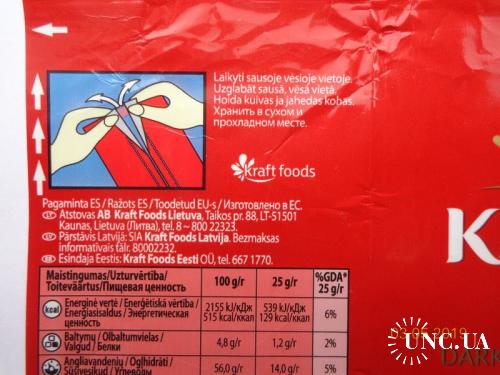 Laikyti sausoje vėsioje vietoje.
Uzglabāt sausā, vēsā vietā.
Hoida kuivas ja jahedas kohas.
Хранить в сухом и
прохладном месте.
kraft foods
Pagaminta ES / Ražots ES / Toodetud EU-s / Изготовлено в ЕС.
LT Atstovas AB Kraft Foods Lietuva, Taikos pr. 88, LT-51501
Kaunas, Lietuva (Литва), tel. 8 ~ 800 22323.
LV Pārstāvis Latvijā: SIA Kraft Foods Latvija. Bezmaksas
informatīvais tālr. 80002232.
EE Esindaja Eestis: Kraft Foods Eesti OÜ, tel. 667 1770.
Maistingumas/Uzturvērtība/
Toiteväärtus/Пищевая ценность
100 g/г
25 g/г
%GDA*
25 g/г
kcal
Energinė vertė / Enerģētiskā vērtība /
Energiasisaldus / Энергетическая
ценность
2155 kJ/кДж
515 kcal/ккал
539 kJ/кДж
129 kcal/ккал
6%
Baltymų / Olbaltumvielas /
Valgud / Белки
4,8 g/г
1,2 g/г
2%
Angliavandenių / Ogļhidrāti /
Süsivesikud / Углеводы
56,0 g/г
14,0 g/г
5%
K
DARK
UNC.UA